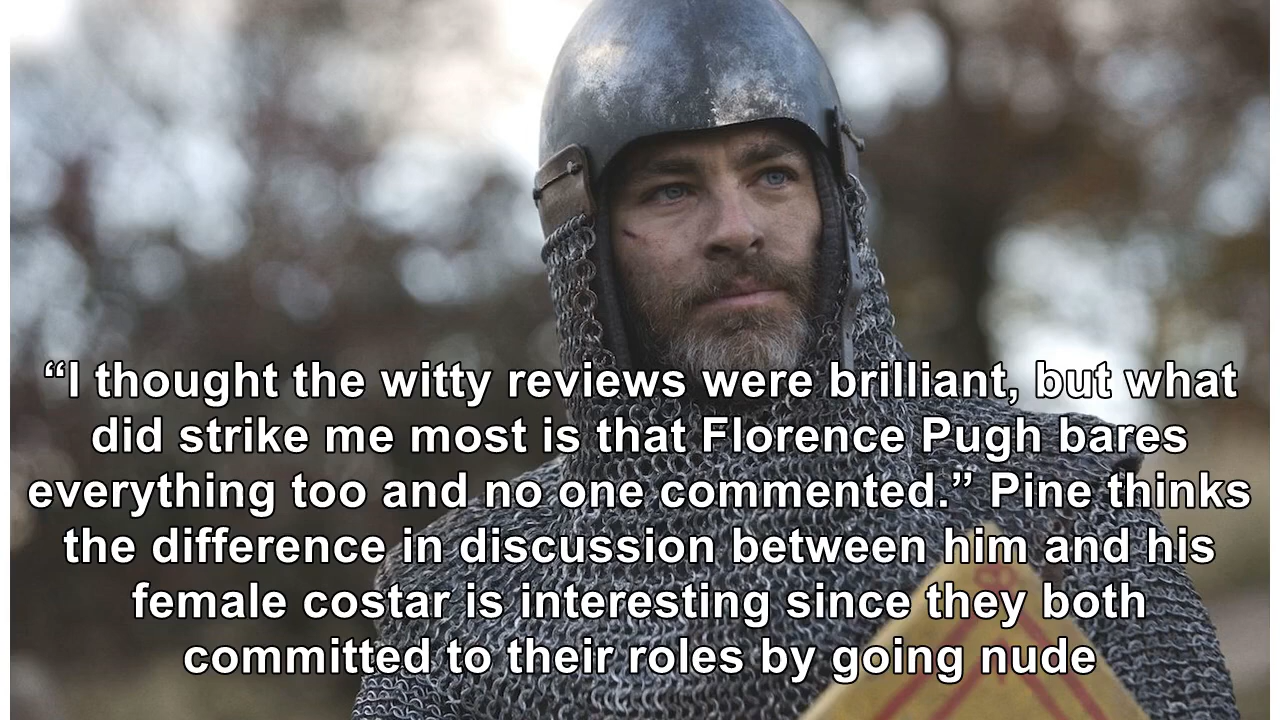 “I thought the witty reviews were brilliant, but what
did strike me most is that Florence Pugh bares
everything too and no one commented.” Pine thinks
the difference in discussion between him and his
female costar is interesting since they both
committed to their roles by going nude